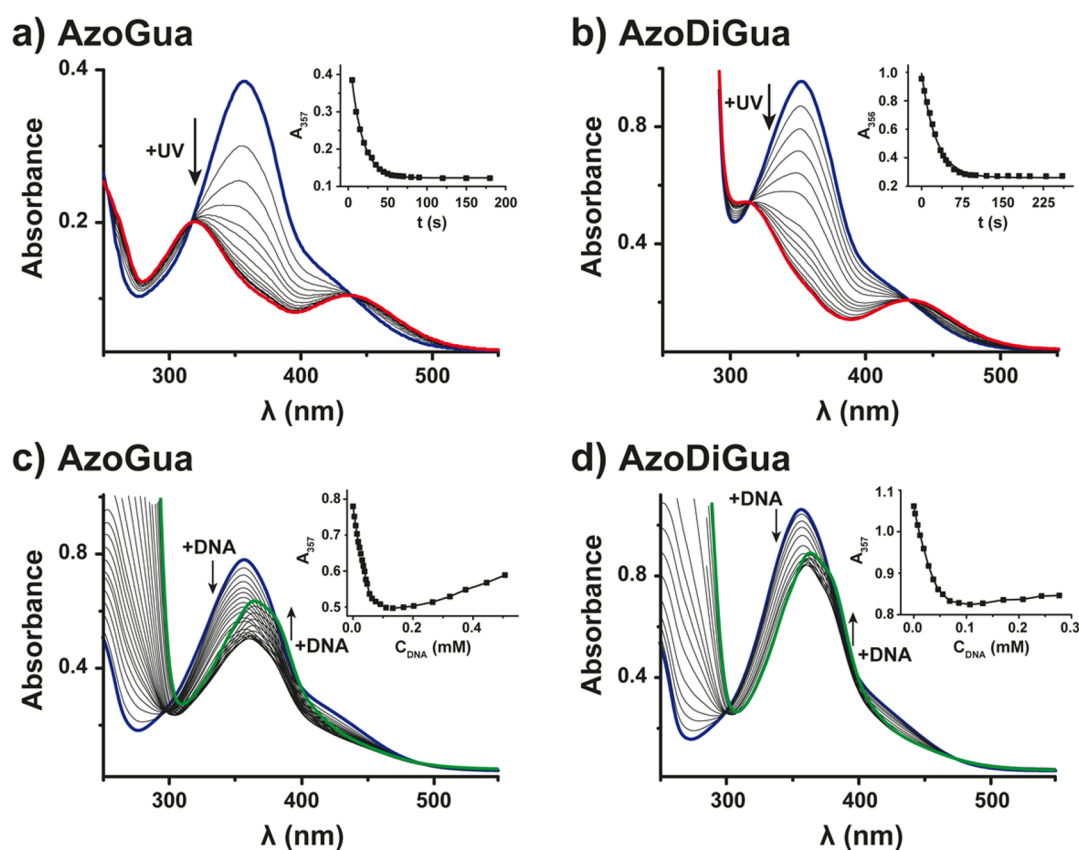 a) AzoGua
0.4
0.2
Absorbance
+UV
300
400
500
λ (nm)
A357
0.4
0.3
0.2
0.1
0
50
100
150
200
t (s)
b) AzoDiGua
0.8
0.4
Absorbance
+UV
300
400
500
λ (nm)
A356
1.0
0.8
0.6
0.4
0.2
0
75
150
225
t (s)
c) AzoGua
0.8
0.4
Absorbance
+DNA
+DNA
300
400
500
λ (nm)
A357
0.8
0.7
0.6
0.5
0.0
0.2
0.4
CDNA (mM)
d) AzoDiGua
0.8
0.4
Absorbance
+DNA
+DNA
300
400
500
λ (nm)
A357
1.1
1.0
0.9
0.8
0.0
0.1
0.2
0.3
CDNA (mM)